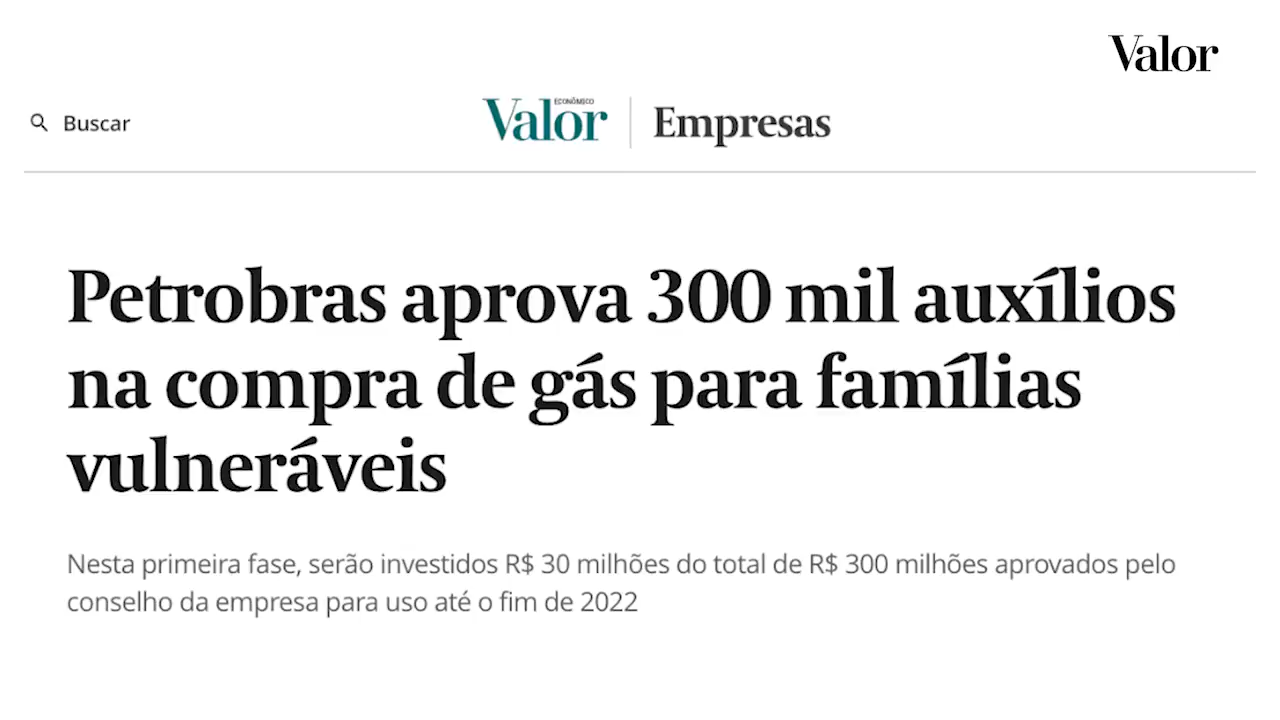 Valor
Buscar
Valor ECONÔMICO
Empresas
Petrobras aprova 300 mil auxílios
na compra de gás para famílias
vulneráveis
Nesta primeira fase, serão investidos R$ 30 milhões do total de R$ 300 milhões aprovados pelo
conselho da empresa para uso até o fim de 2022